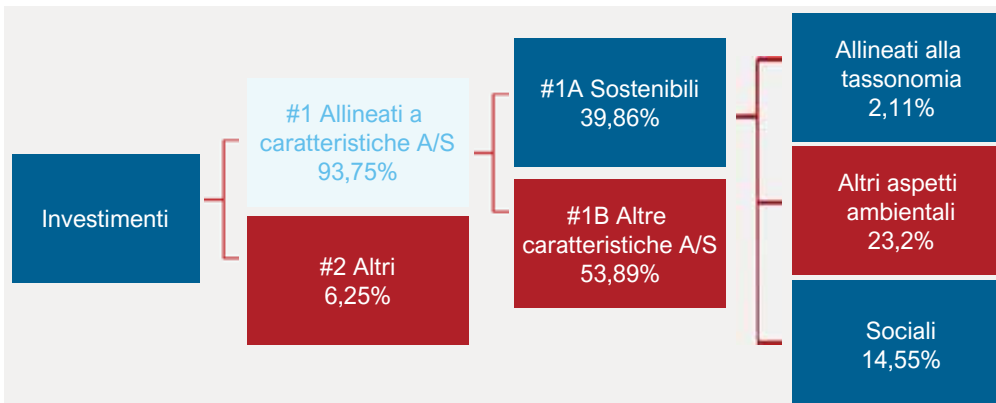 Investimenti
#1 Allineati a
caratteristiche A/S
93,75%
#2 Altri
6,25%
#1A Sostenibili
39,86%
#1B Altre
caratteristiche A/S
53,89%
Allineati alla
tassonomia
2,11%
Altri aspetti
ambientali
23,2%
Sociali
14,55%